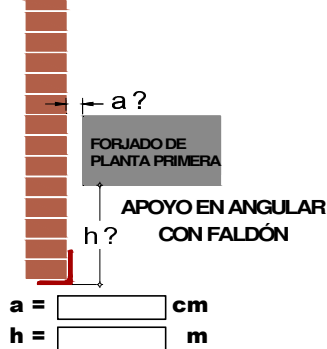 a ?
FORJADO DE
PLANTA PRIMERA
APOYO EN ANGULAR
h ?
CON FALDÓN
a = cm
h = m